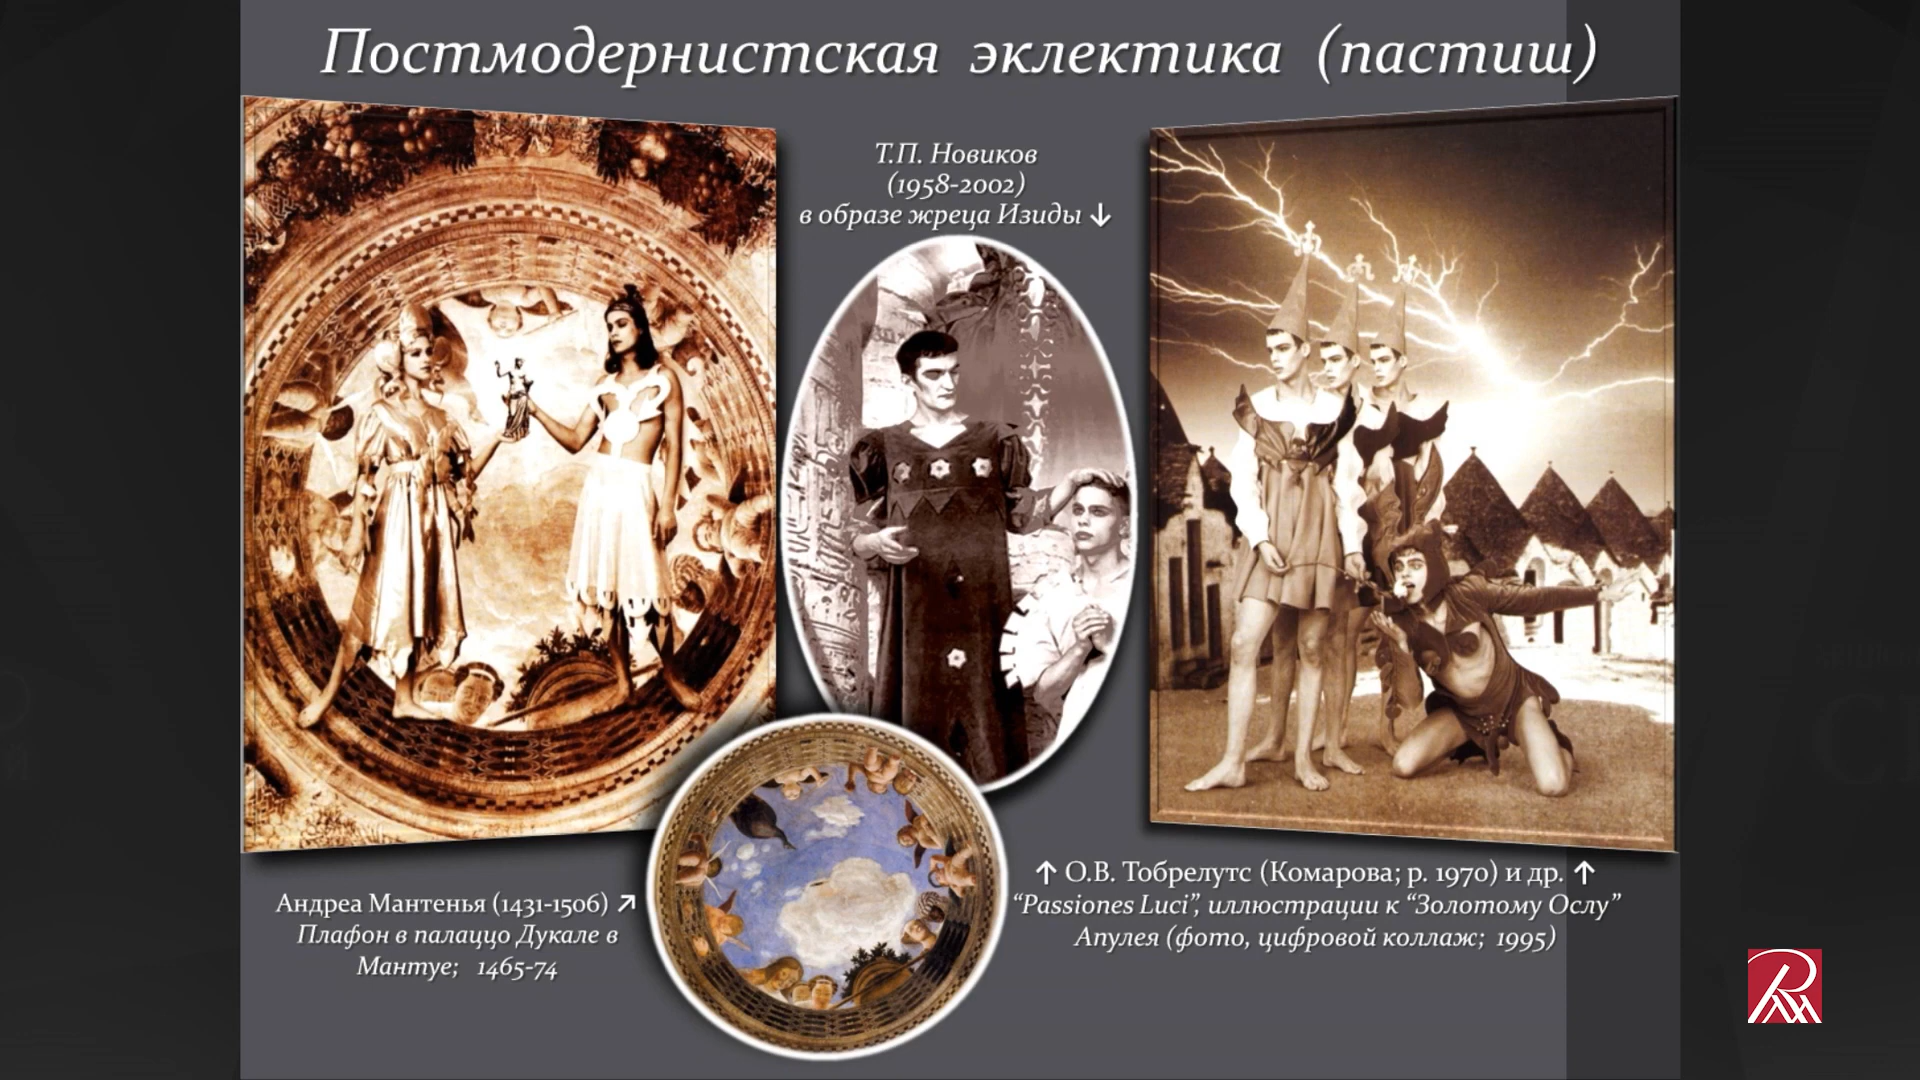 Постмодернистская эклектика (пастиш)
Т.П. Новиков
(1958-2002)
в образе жреца Изиды ↓
Андреа Мантенья (1431-1506) ↗
Плафон в палаццо Дукале в
Мантуе; 1465-74
↑ О.В. Тобрелутс (Комарова; р. 1970) и др. ↑
“Passiones Luci”, иллюстрации к “Золотому Ослу”
Апулея (фото, цифровой коллаж; 1995)